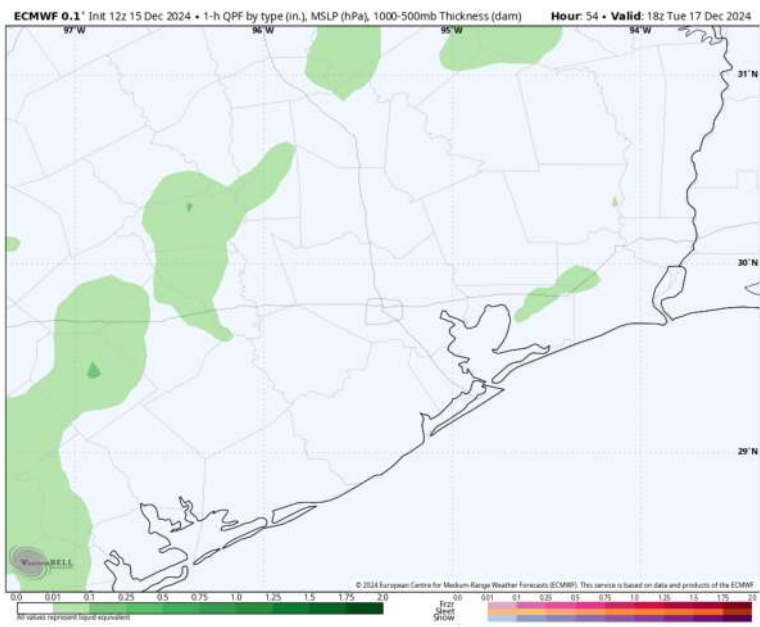 ECMWF 0.1° Init 12z 15 Dec 2024 • 1-h QPF by type (in.), MSLP (hPa), 1000-500mb Thickness (dam) Hour: 54 • Valid: 18z Tue 17 Dec 2024
97°W 96°W 95°W 94°W
31°N
30°N
29°N
WeatherBELL
© 2024 European Centre for Medium-Range Weather Forecasts (ECMWF). This service is based on data and products of the ECMWF
0.0 0.01 0.1 0.25 0.5 0.75 1.0 1.25 1.5 1.75 2.0 0.0 0.01 0.1 0.25 0.5 0.75 1.0 1.25 1.5 1.75 2.0
Frzr
Sleet
Snow
All values represent liquid equivalent